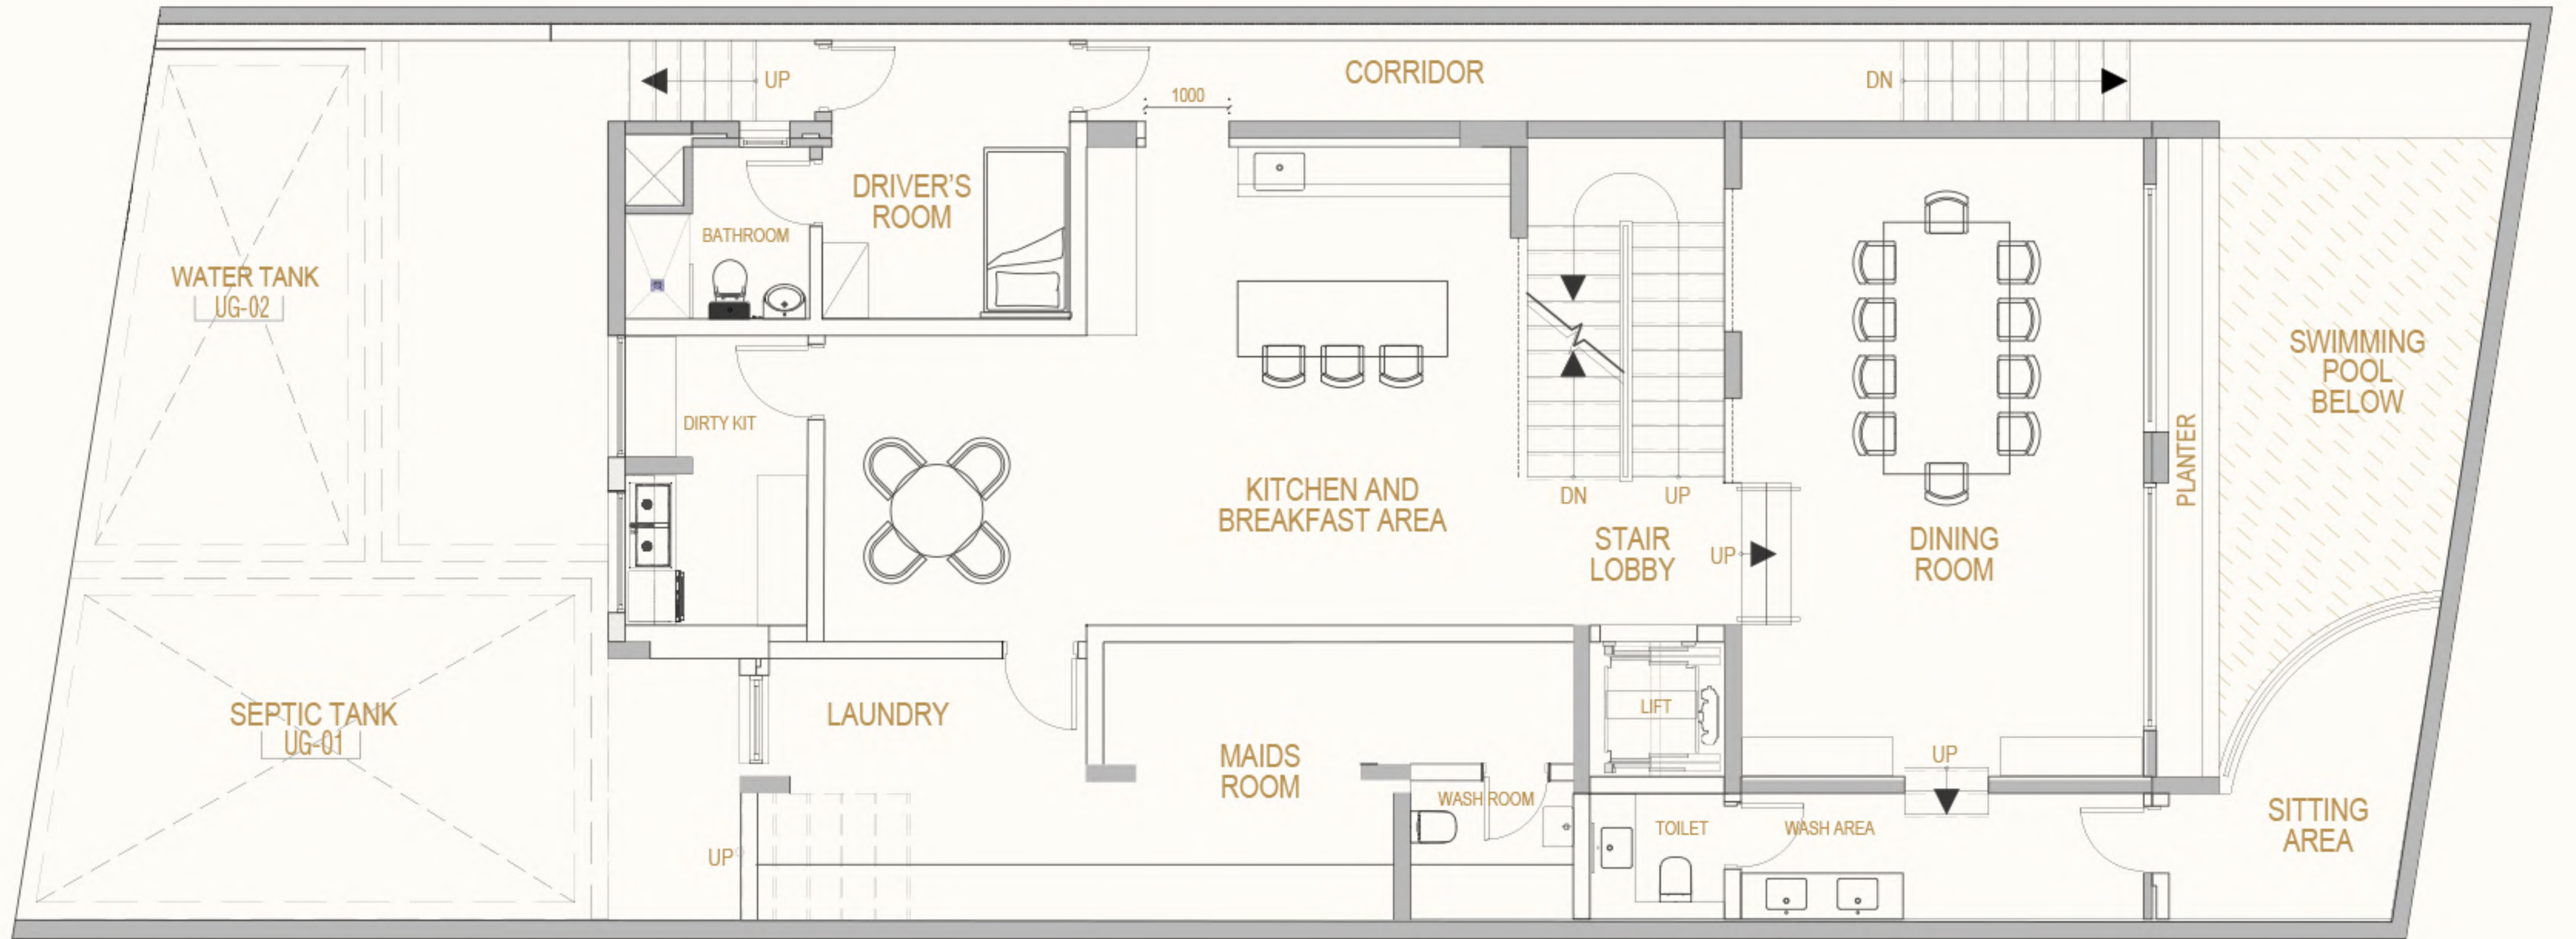 UP
CORRIDOR
DN
1000
DRIVER'S
ROOM
BATHROOM
WATER TANK
UG-02
SWIMMING
POOL
BELOW
DIRTY KIT
PLANTER
KITCHEN AND
BREAKFAST AREA
DN
UP
STAIR
LOBBY
UP
DINING
ROOM
SEPTIC TANK
UG-01
LAUNDRY
LIFT
MAIDS
ROOM
UP
WASH ROOM
TOILET
WASH AREA
SITTING
AREA
UP